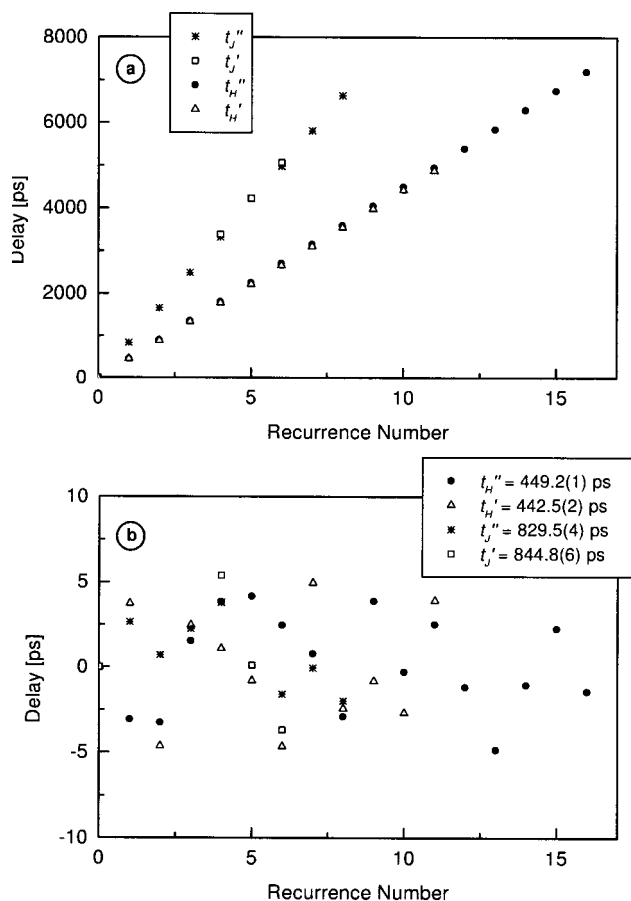 a
* t_J''
□ t_J'
● t_H''
△ t_H'
8000
6000
4000
2000
0
Delay [ps]
0 5 10 15
Recurrence Number
b
● t_H'' = 449.2(1) ps
△ t_H' = 442.5(2) ps
* t_J'' = 829.5(4) ps
□ t_J' = 844.8(6) ps
10
5
0
-5
-10
Delay [ps]
0 5 10 15
Recurrence Number